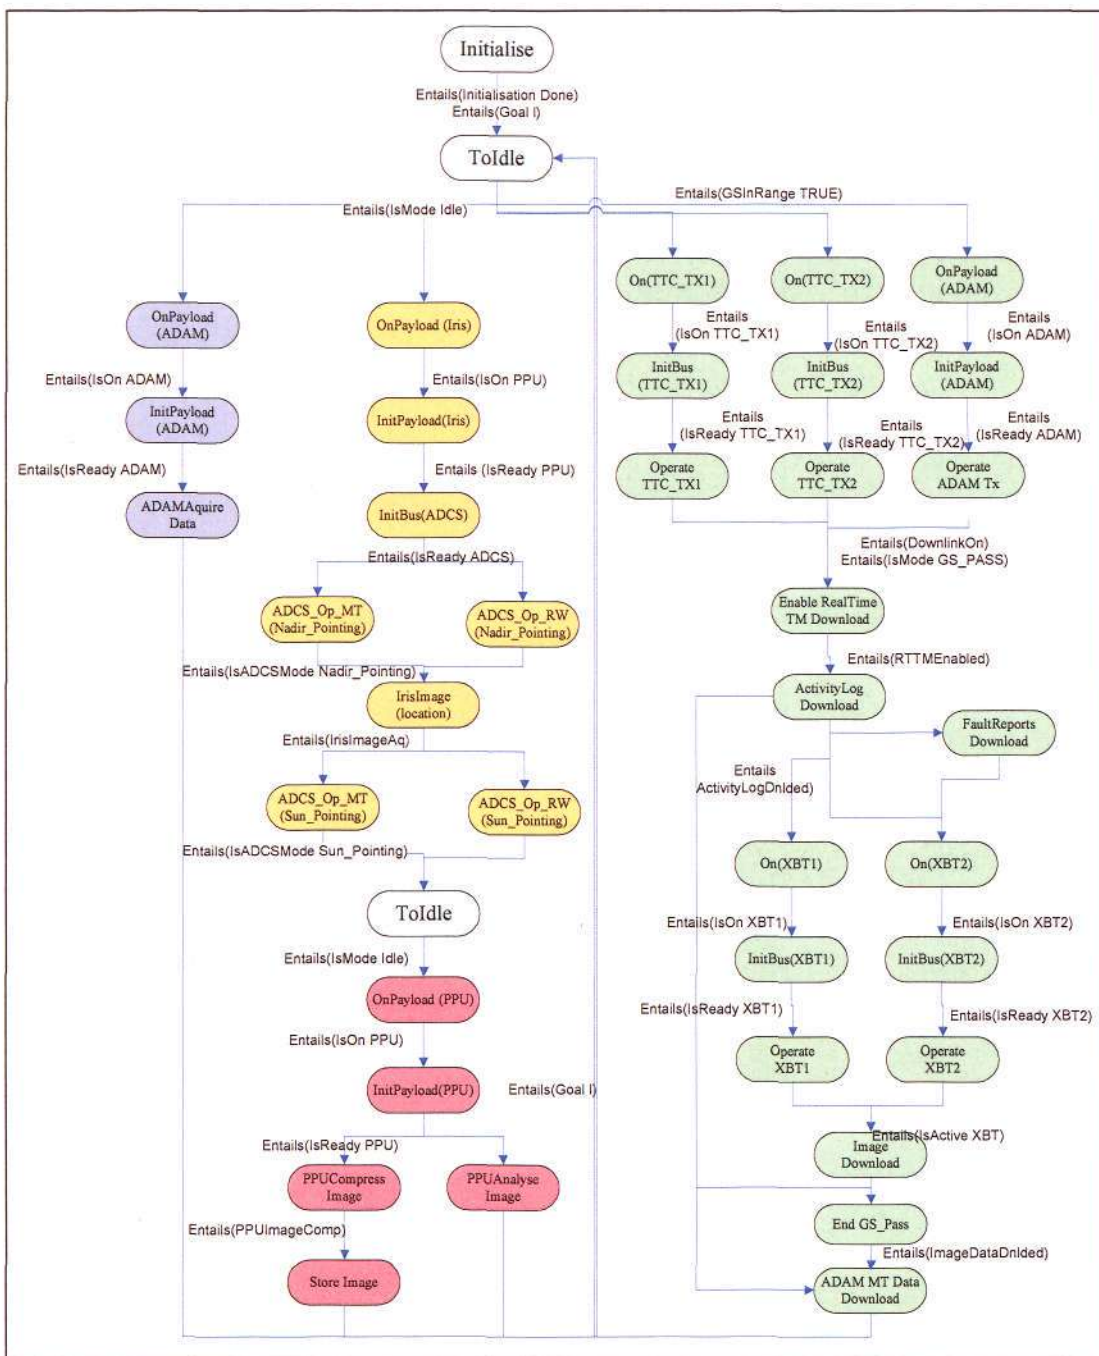 Initialise
Entails(Initialisation Done)
Entails(Goal I)
ToIdle
Entails(GSInRange TRUE)
Entails(IsMode Idle)
On(TTC_TX1)
On(TTC_TX2)
OnPayload
(ADAM)
OnPayload
(ADAM)
OnPayload (Iris)
Entails
(IsOn TTC_TX1)
Entails
(IsOn TTC_TX2)
Entails
(IsOn ADAM)
Entails(IsOn ADAM)
Entails(IsOn PPU)
InitBus
(TTC_TX1)
InitBus
(TTC_TX2)
InitPayload
(ADAM)
InitPayload
(ADAM)
InitPayload(Iris)
Entails
(IsReady TTC_TX1)
Entails
(IsReady TTC_TX2)
Entails
(IsReady ADAM)
Entails(IsReady ADAM)
Entails (IsReady PPU)
Operate
TTC_TX1
Operate
TTC_TX2
Operate
ADAM Tx
ADAMAquire
Data
InitBus(ADCS)
Entails(DownlinkOn)
Entails(IsMode GS_PASS)
Entails(IsReady ADCS)
ADCS_Op_MT
(Nadir_Pointing)
ADCS_Op_RW
(Nadir_Pointing)
Enable RealTime
TM Download
Entails(RTTMEnabled)
Entails(IsADCSMode Nadir_Pointing)
IrisImage
(location)
ActivityLog
Download
FaultReports
Download
Entails(IrisImageAq)
Entails
ActivityLogDnlded)
ADCS_Op_MT
(Sun_Pointing)
ADCS_Op_RW
(Sun_Pointing)
Entails(IsADCSMode Sun_Pointing)
On(XBT1)
On(XBT2)
ToIdle
Entails(IsOn XBT1)
Entails(IsOn XBT2)
Entails(IsMode Idle)
InitBus(XBT1)
InitBus(XBT2)
OnPayload (PPU)
Entails(IsReady XBT1)
Entails(IsReady XBT2)
Entails(IsOn PPU)
Operate
XBT1
Operate
XBT2
InitPayload(PPU)
Entails(Goal I)
Entails(IsReady PPU)
Entails(IsActive XBT)
Image
Download
PPUCompress
Image
PPUAnalyse
Image
End GS_Pass
Entails(PPUImageComp)
Entails(ImageDataDnlded)
Store Image
ADAM MT Data
Download